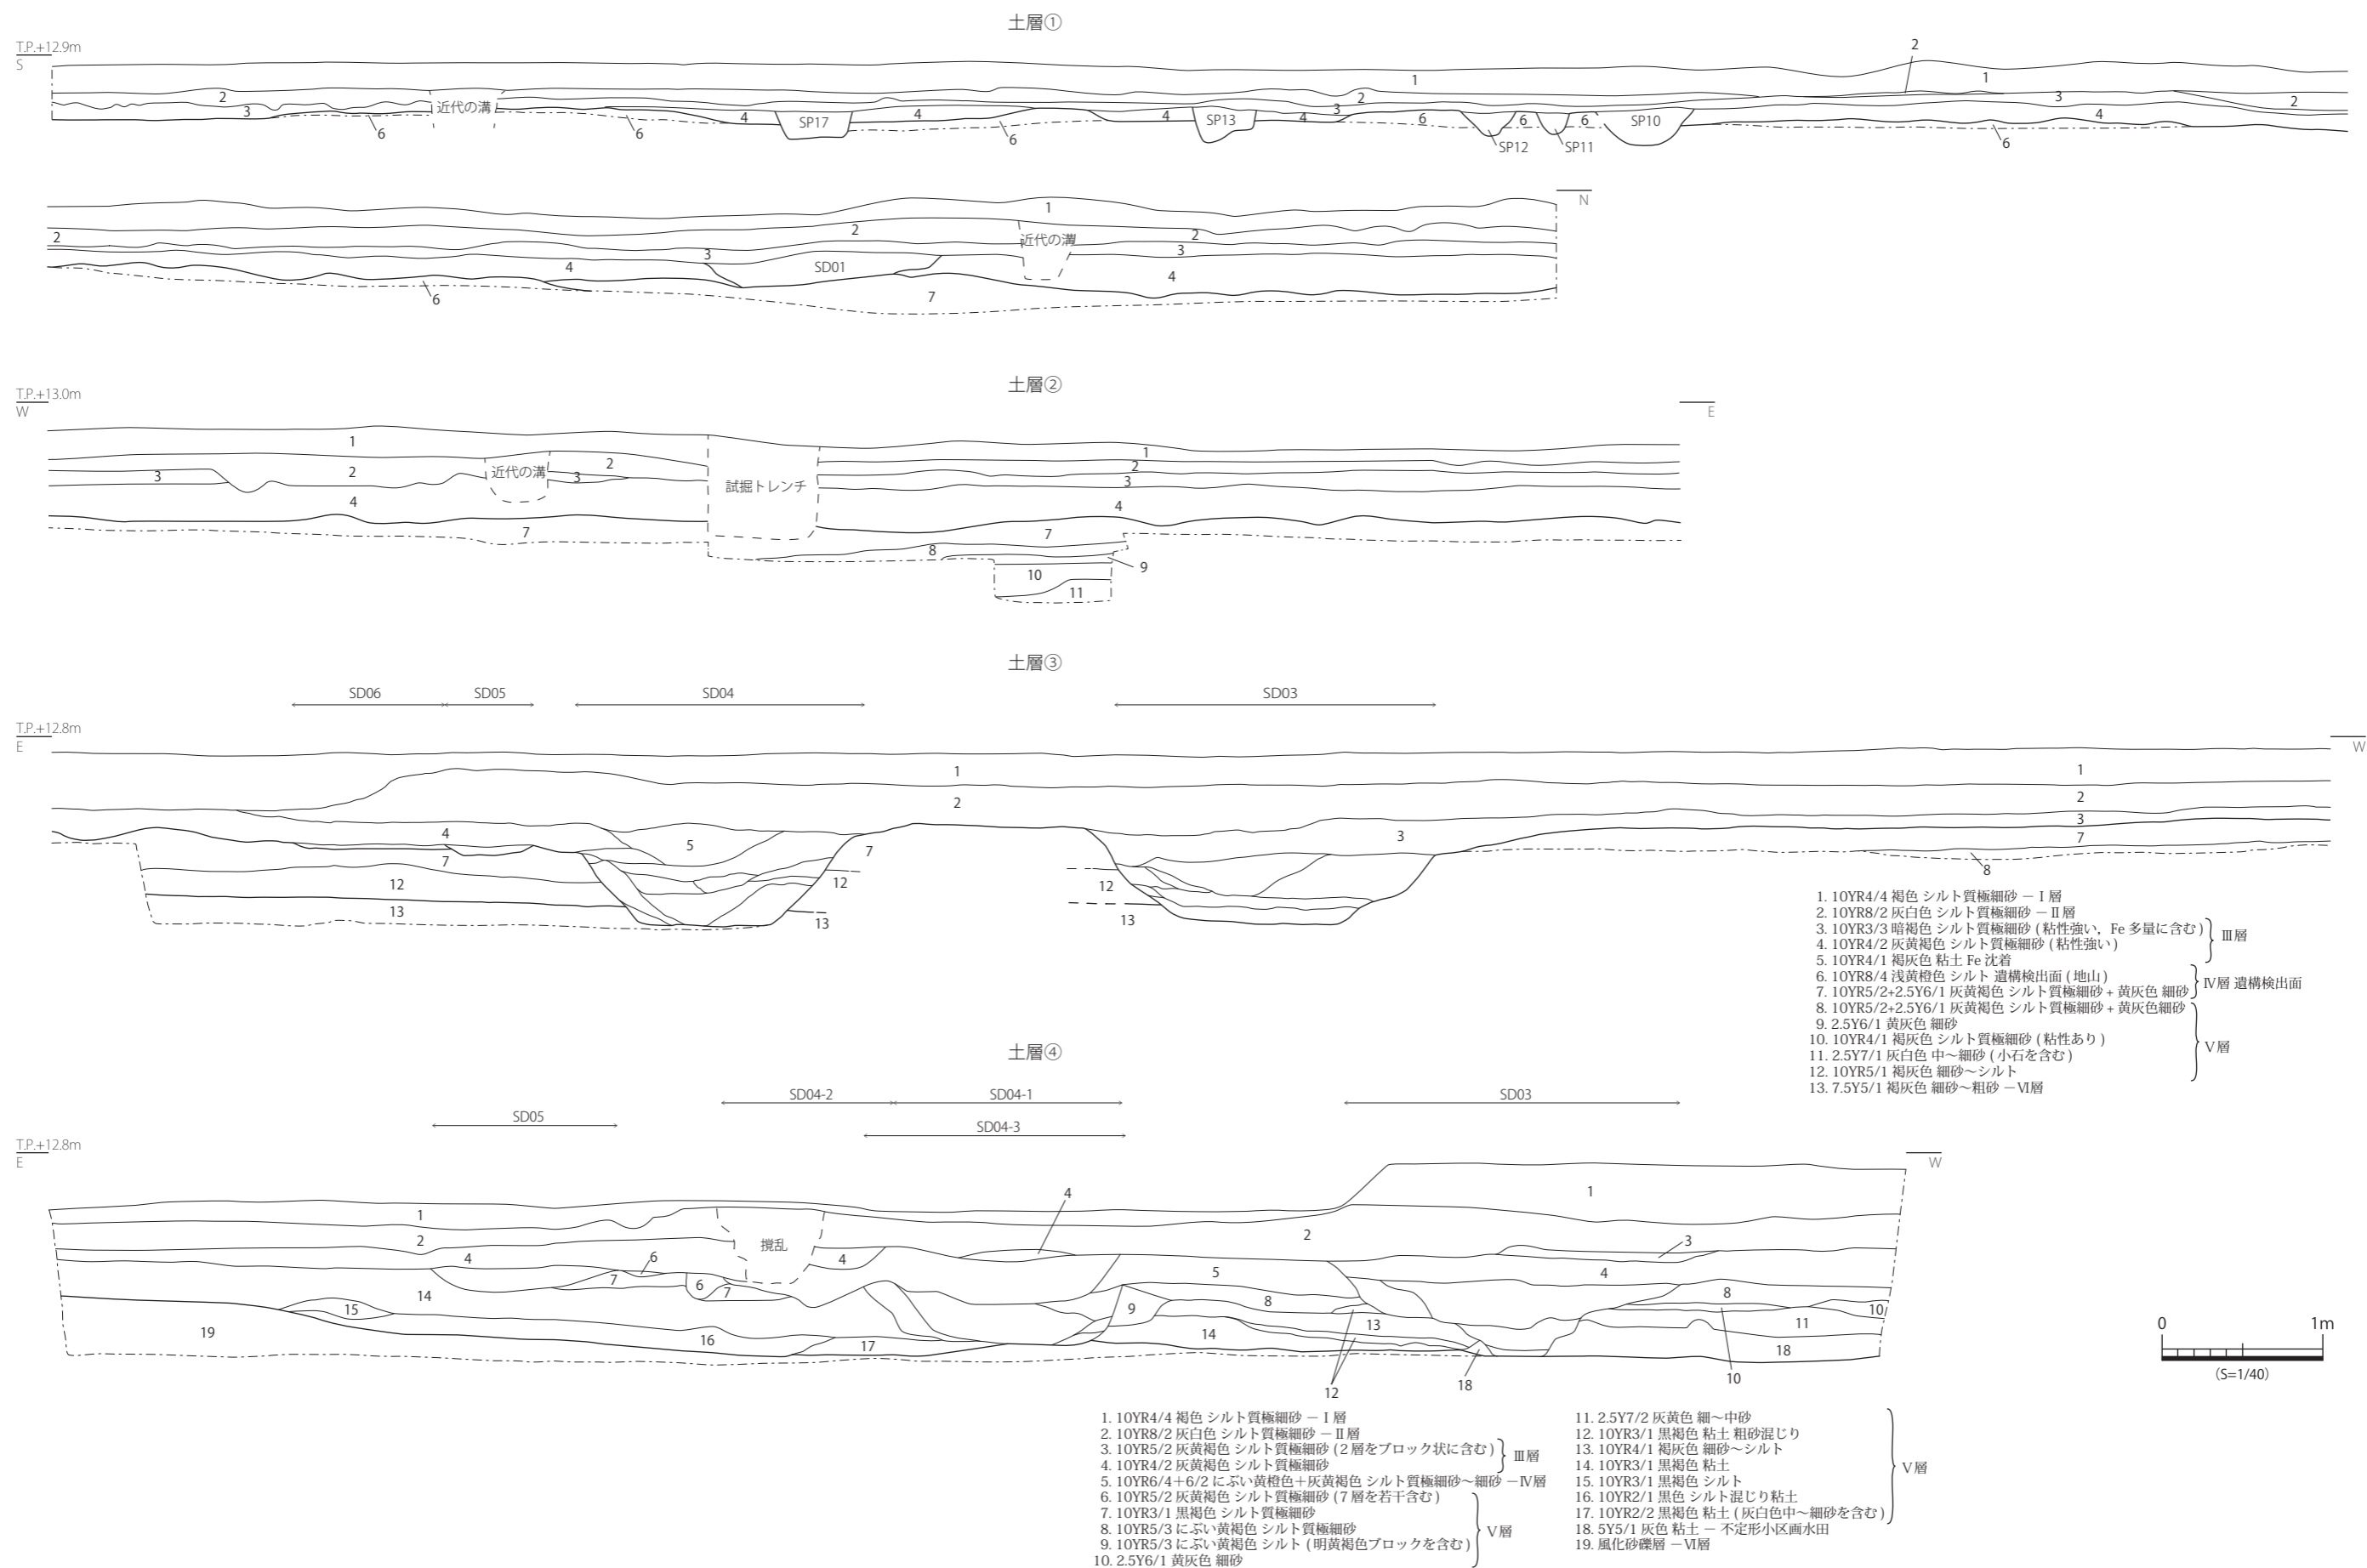 土層①
T.P.+12.9m
S
2
1
1
2
近代の溝
3
6
6
4
SP17
4
6
4
SP13
4
3
2
6
SP12
6
SP11
6
SP10
3
4
6
2
N
1
2
近代の溝
2
3
2
3
4
SD01
4
6
7
土層②
T.P.+13.0m
W
E
1
2
3
近代の溝
2
3
4
7
試掘トレンチ
1
2
3
4
7
8
9
10
11
土層③
SD06
SD05
SD04
SD03
T.P.+12.8m
E
W
1
1
2
2
3
4
5
3
7
7
7
12
12
12
8
13
13
13
1. 10YR4/4 褐色 シルト質極細砂 －Ⅰ層
2. 10YR8/2 灰白色 シルト質極細砂 －Ⅱ層
3. 10YR3/3 暗褐色 シルト質極細砂 ( 粘性強い，Fe 多量に含む )
4. 10YR4/2 灰黄褐色 シルト質極細砂 ( 粘性強い )
5. 10YR4/1 褐灰色 粘土 Fe 沈着
Ⅲ層
6. 10YR8/4 浅黄橙色 シルト 遺構検出面 ( 地山 )
7. 10YR5/2+2.5Y6/1 灰黄褐色 シルト質極細砂 + 黄灰色 細砂
Ⅳ層 遺構検出面
8. 10YR5/2+2.5Y6/1 灰黄褐色 シルト質極細砂 + 黄灰色細砂
9. 2.5Y6/1 黄灰色 細砂
10. 10YR4/1 褐灰色 シルト質極細砂 ( 粘性あり )
11. 2.5Y7/1 灰白色 中～細砂 ( 小石を含む )
12. 10YR5/1 褐灰色 細砂～シルト
Ⅴ層
13. 7.5Y5/1 褐灰色 細砂～粗砂 －Ⅵ層
土層④
SD04-2
SD04-1
SD03
SD05
SD04-3
T.P.+12.8m
E
W
4
1
1
2
2
撹乱
3
4
4
4
6
6
5
7
7
8
8
9
10
10
11
13
14
14
15
16
17
18
18
19
12
0
1m
（S=1/40）
1. 10YR4/4 褐色 シルト質極細砂 －Ⅰ層
2. 10YR8/2 灰白色 シルト質極細砂 －Ⅱ層
3. 10YR5/2 灰黄褐色 シルト質極細砂 ( 2 層をブロック状に含む )
4. 10YR4/2 灰黄褐色 シルト質極細砂
Ⅲ層
5. 10YR6/4＋6/2 にぶい黄橙色＋灰黄褐色 シルト質極細砂～細砂 －Ⅳ層
6. 10YR5/2 灰黄褐色 シルト質極細砂 ( 7 層を若干含む )
7. 10YR3/1 黒褐色 シルト質極細砂
8. 10YR5/3 にぶい黄褐色 シルト質極細砂
9. 10YR5/3 にぶい黄褐色 シルト ( 明黄褐色ブロックを含む )
10. 2.5Y6/1 黄灰色 細砂
Ⅴ層
11. 2.5Y7/2 灰黄色 細～中砂
12. 10YR3/1 黒褐色 粘土 粗砂混じり
13. 10YR4/1 褐灰色 細砂～シルト
14. 10YR3/1 黒褐色 粘土
15. 10YR3/1 黒褐色 シルト
16. 10YR2/1 黒色 シルト混じり粘土
17. 10YR2/2 黒褐色 粘土 ( 灰白色中～細砂を含む )
Ⅴ層
18. 5Y5/1 灰色 粘土 － 不定形小区画水田
19. 風化砂礫層 －Ⅵ層